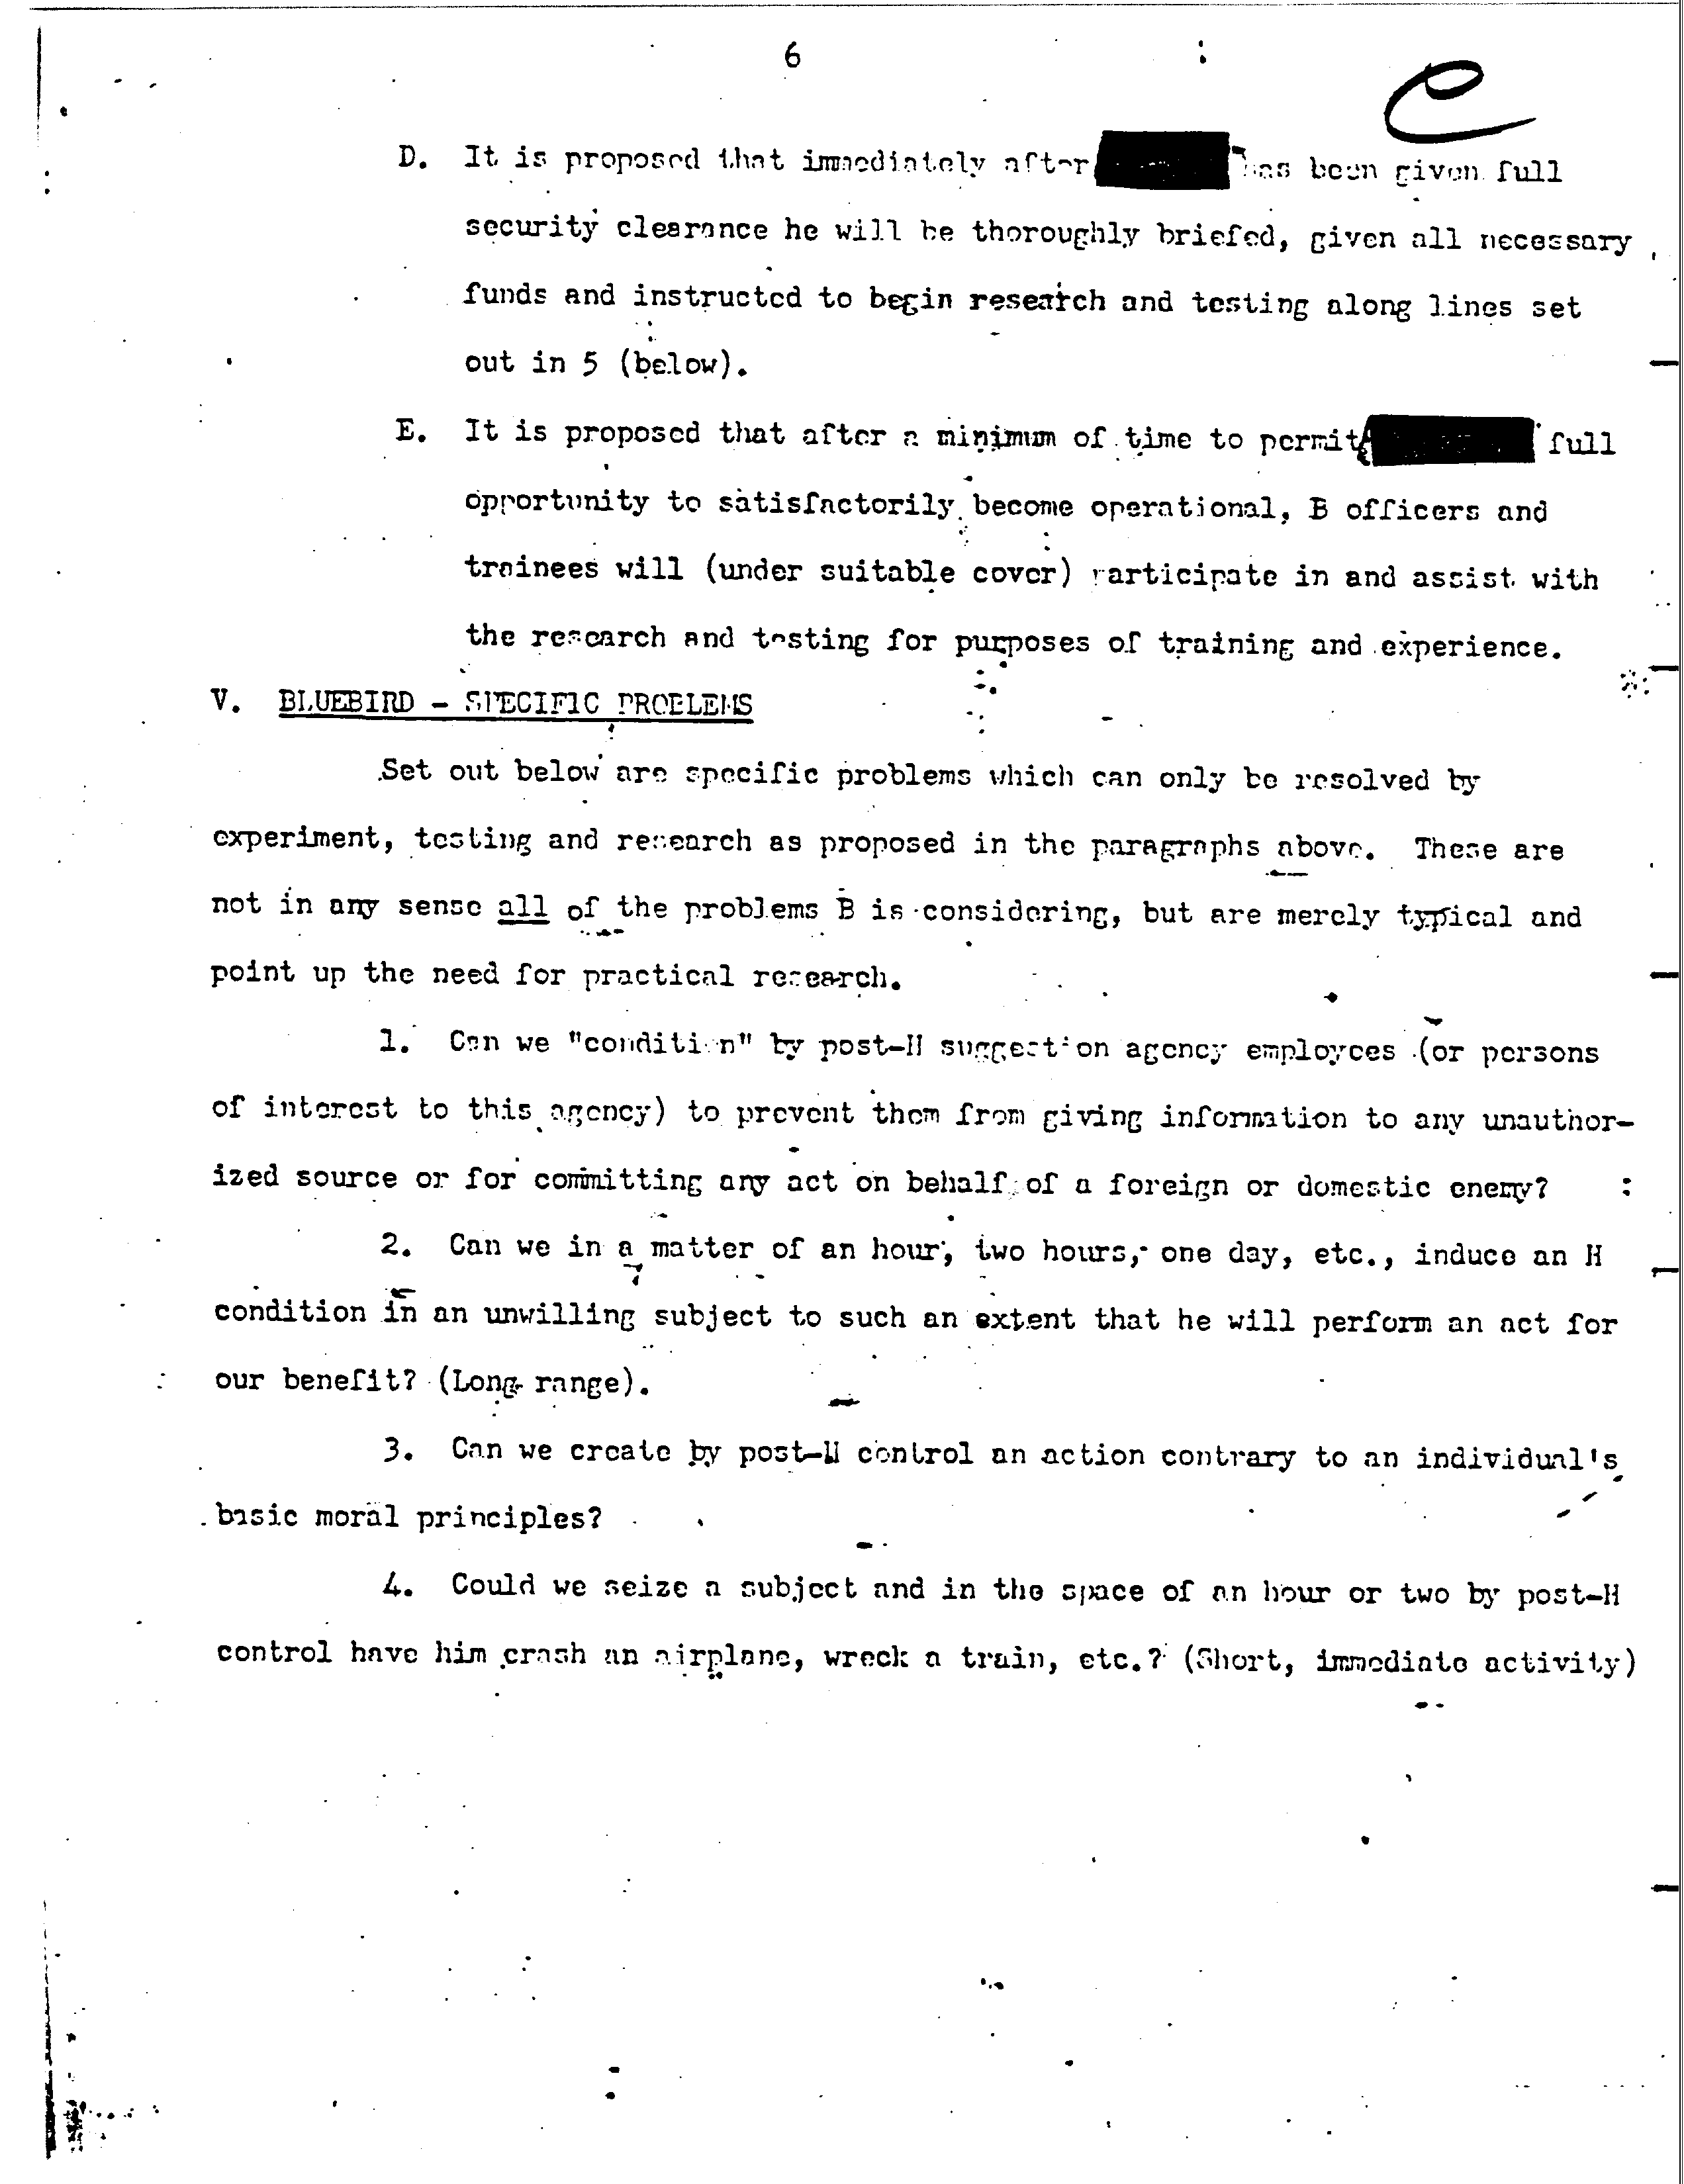 6
D. It is proposed that immediately after has been given full
security clearance he will be thoroughly briefed, given all necessary
funds and instructed to begin research and testing along lines set
out in 5 (below).
E. It is proposed that after a minimum of time to permit full
opportunity to satisfactorily become operational, B officers and
trainees will (under suitable cover) participate in and assist with
the research and testing for purposes of training and experience.
V. BLUEBIRD - SPECIFIC PROBLEMS
Set out below are specific problems which can only be resolved by
experiment, testing and research as proposed in the paragraphs above. These are
not in any sense all of the problems B is considering, but are merely typical and
point up the need for practical research.
1. Can we "condition" by post-H suggestion agency employees (or persons
of interest to this agency) to prevent them from giving information to any unauthor-
ized source or for committing any act on behalf of a foreign or domestic enemy?
2. Can we in a matter of an hour, two hours, one day, etc., induce an H
condition in an unwilling subject to such an extent that he will perform an act for
our benefit? (Long range).
3. Can we create by post-H control an action contrary to an individual's
basic moral principles?
4. Could we seize a subject and in the space of an hour or two by post-H
control have him crash an airplane, wreck a train, etc.? (Short, immediate activity)